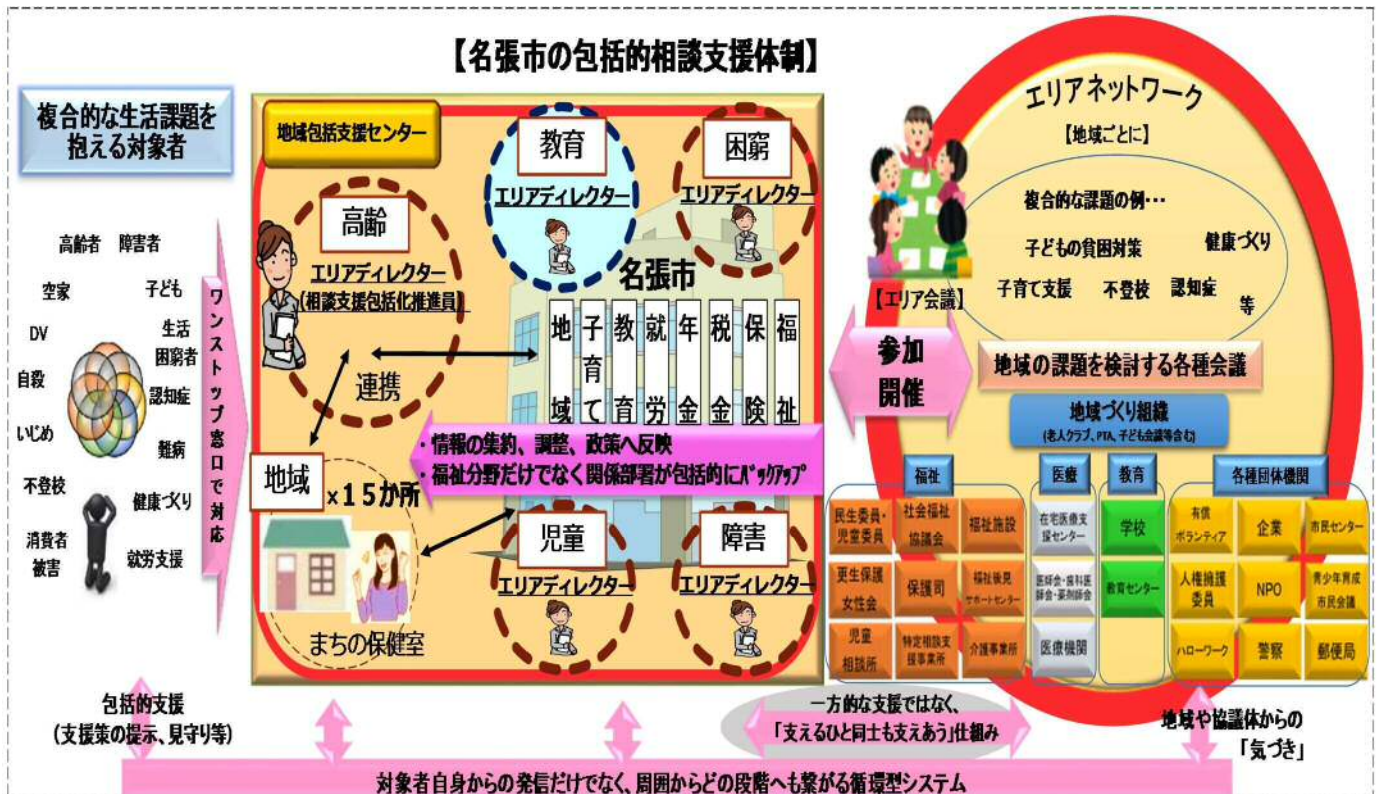 【名張市の包括的相談支援体制】
複合的な生活課題を
抱える対象者
高齢者
障害者
空家
子ども
DV
生活
困窮者
自殺
認知症
いじめ
難病
不登校
健康づくり
消費者
被害
就労支援
ワンストップ窓口で対応
地域包括支援センター
高齢
エリアディレクター
【相談支援包括化推進員】
教育
エリアディレクター
困窮
エリアディレクター
名張市
地域
子育て
教育
就労
年金
税金
保険
福祉
連携
・情報の集約、調整、政策へ反映
・福祉分野だけでなく関係部署が包括的にバックアップ
地域
×15か所
まちの保健室
児童
エリアディレクター
障害
エリアディレクター
エリアネットワーク
【地域ごとに】
複合的な課題の例…
子どもの貧困対策
健康づくり
子育て支援
不登校
認知症
等
【エリア会議】
参加
開催
地域の課題を検討する各種会議
地域づくり組織
(老人クラブ、PTA、子ども会議等含む)
福祉
民生委員・
児童委員
社会福祉
協議会
福祉施設
更生保護
女性会
保護司
福祉後見
サポートセンター
児童
相談所
特定相談支
援事業所
介護事業所
医療
在宅医療支
援センター
医師会・歯科医
師会・薬剤師会
医療機関
教育
学校
教育センター
各種団体機関
有償
ボランティア
企業
市民センター
人権擁護
委員
NPO
青少年育成
市民会議
ハローワーク
警察
郵便局
包括的支援
(支援策の提示、見守り等)
一方的な支援ではなく、
「支えるひと同士も支えあう」仕組み
地域や協議体からの
「気づき」
対象者自身からの発信だけでなく、周囲からどの段階へも繋がる循環型システム